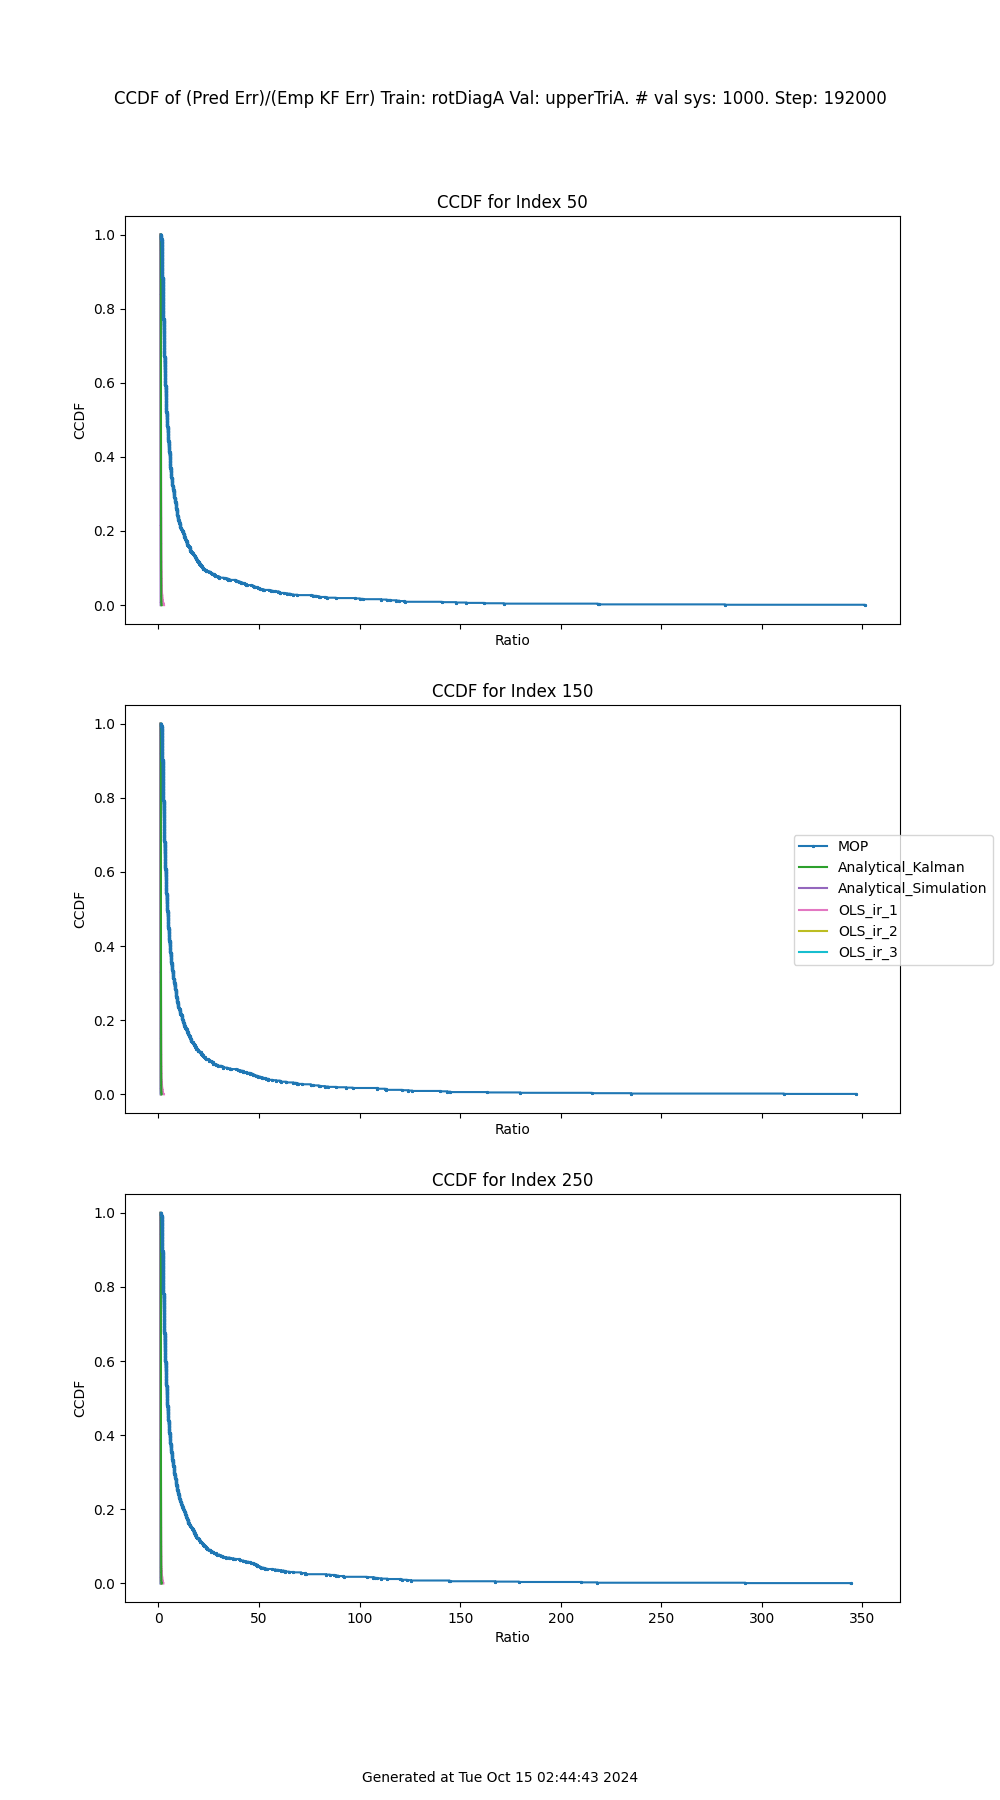 CCDF of (Pred Err)/(Emp KF Err) Train: rotDiagA Val: upperTriA. # val sys: 1000. Step: 192000
CCDF for Index 50
1.0
0.8
0.6
0.4
0.2
0.0
CCDF
Ratio
CCDF for Index 150
1.0
0.8
0.6
0.4
0.2
0.0
CCDF
MOP
Analytical_Kalman
Analytical_Simulation
OLS_ir_1
OLS_ir_2
OLS_ir_3
Ratio
CCDF for Index 250
1.0
0.8
0.6
0.4
0.2
0.0
CCDF
0 50 100 150 200 250 300 350
Ratio
Generated at Tue Oct 15 02:44:43 2024